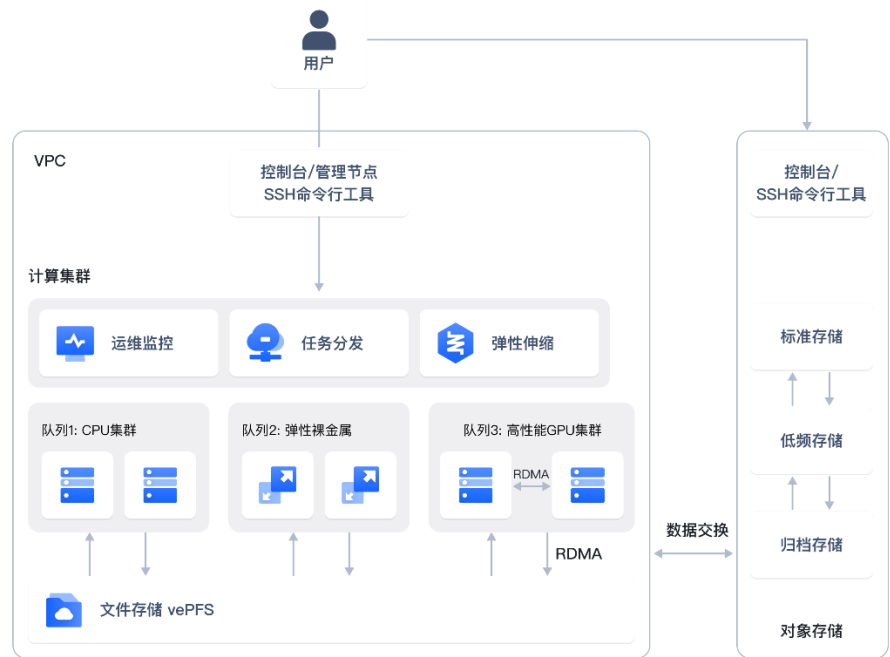 用户
VPC
控制台/管理节点
SSH命令行工具
控制台/
SSH命令行工具
计算集群
运维监控
任务分发
弹性伸缩
标准存储
队列1: CPU集群
队列2: 弹性裸金属
队列3: 高性能GPU集群
低频存储
RDMA
数据交换
归档存储
RDMA
文件存储 vePFS
对象存储